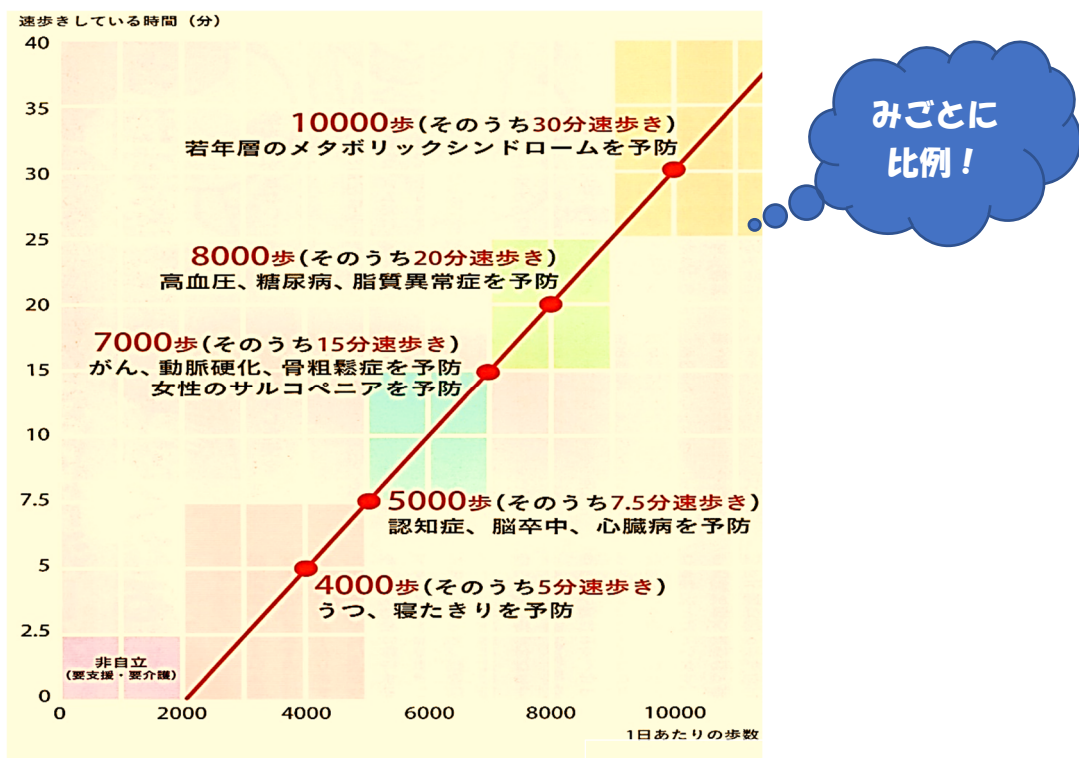 速歩きしている時間（分）
40
35
30
25
20
15
10
7.5
5
2.5
0
10000歩（そのうち30分速歩き）
若年層のメタボリックシンドロームを予防
8000歩（そのうち20分速歩き）
高血圧、糖尿病、脂質異常症を予防
7000歩（そのうち15分速歩き）
がん、動脈硬化、骨粗鬆症を予防
女性のサルコペニアを予防
5000歩（そのうち7.5分速歩き）
認知症、脳卒中、心臓病を予防
4000歩（そのうち5分速歩き）
うつ、寝たきりを予防
非自立
（要支援・要介護）
0 2000 4000 6000 8000 10000
1日あたりの歩数
みごとに
比例！